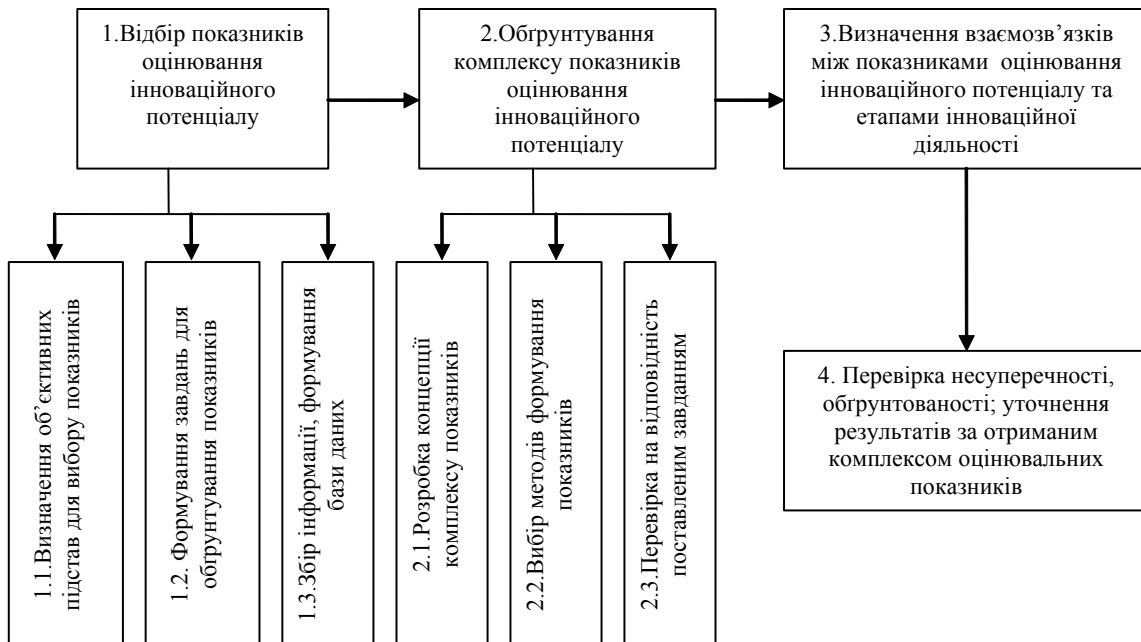 1.Відбір показників
оцінювання
інноваційного
потенціалу
2.Обґрунтування
комплексу показників
оцінювання
інноваційного
потенціалу
3.Визначення взаємозв’язків
між показниками оцінювання
інноваційного потенціалу та
етапами інноваційної
діяльності
1.1.Визначення об’єктивних
підстав для вибору показників
1.2. Формування завдань для
обґрунтування показників
1.3.Збір інформації, формування
бази даних
2.1.Розробка концепції
комплексу показників
2.2.Вибір методів формування
показників
2.3.Перевірка на відповідність
поставленим завданням
4. Перевірка несуперечності,
обґрунтованості; уточнення
результатів за отриманим
комплексом оцінювальних
показників